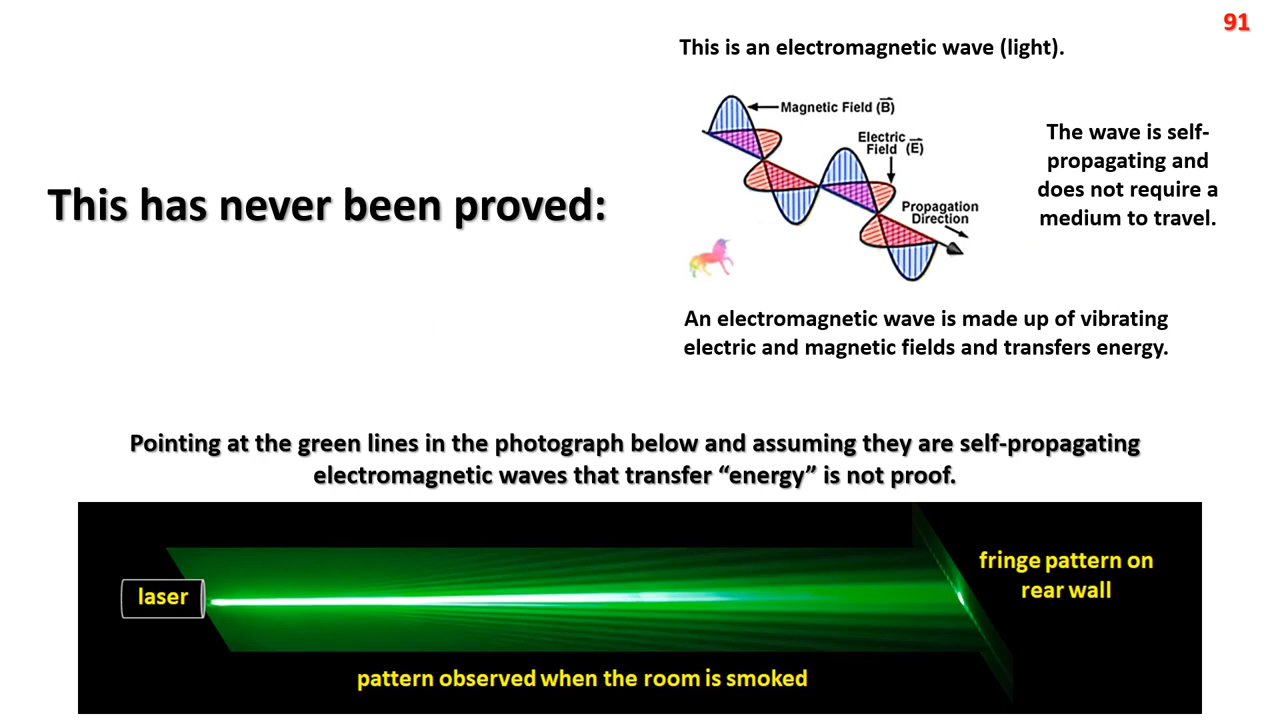 91
This is an electromagnetic wave (light).
Magnetic Field (B)
Electric
Field (E)
Propagation
Direction
The wave is self-
propagating and
does not require a
medium to travel.
This has never been proved:
An electromagnetic wave is made up of vibrating
electric and magnetic fields and transfers energy.
Pointing at the green lines in the photograph below and assuming they are self-propagating
electromagnetic waves that transfer “energy” is not proof.
laser
fringe pattern on
rear wall
pattern observed when the room is smoked